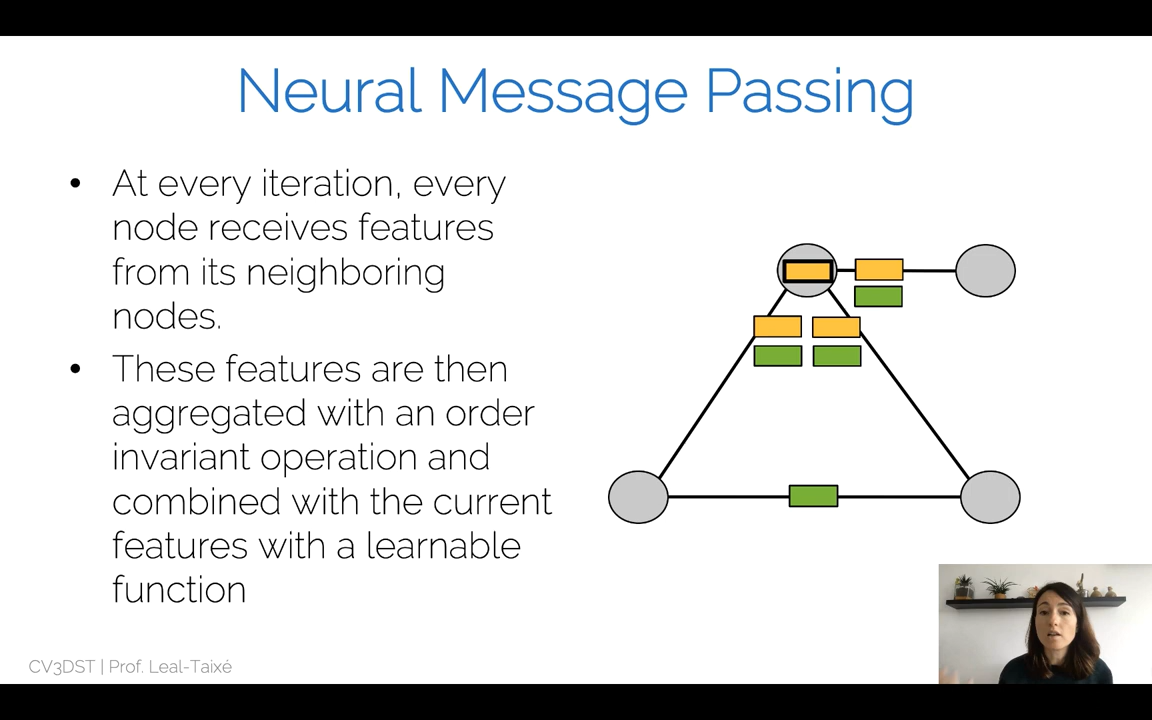 Neural Message Passing
• At every iteration, every
node receives features
from its neighboring
nodes.
• These features are then
aggregated with an order
invariant operation and
combined with the current
features with a learnable
function
CV3DST | Prof. Leal-Taixé